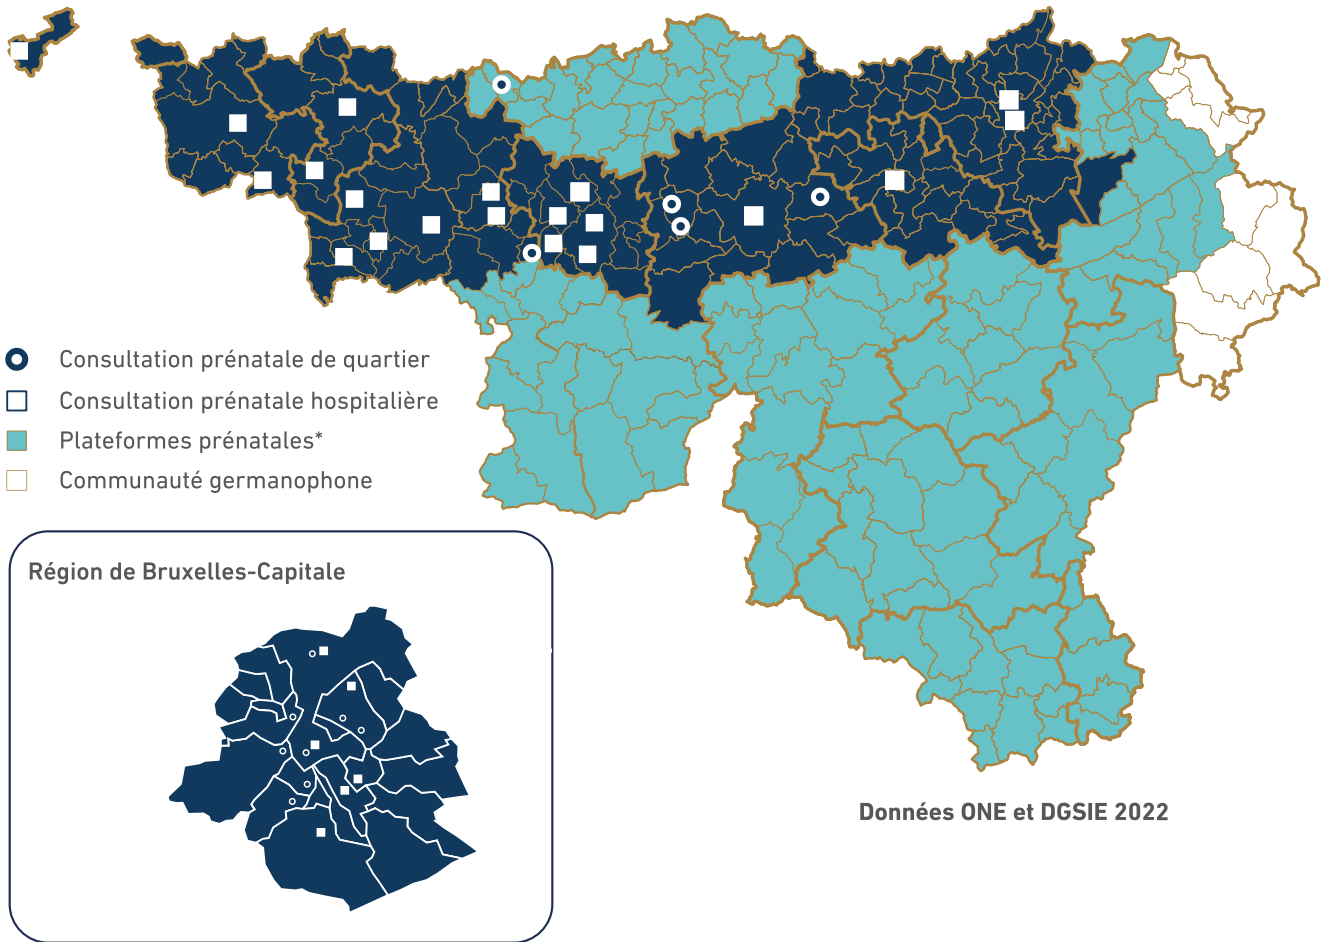 Consultation prénatale de quartier
Consultation prénatale hospitalière
Plateformes prénatales*
Communauté germanophone
Région de Bruxelles-Capitale
Données ONE et DGSIE 2022